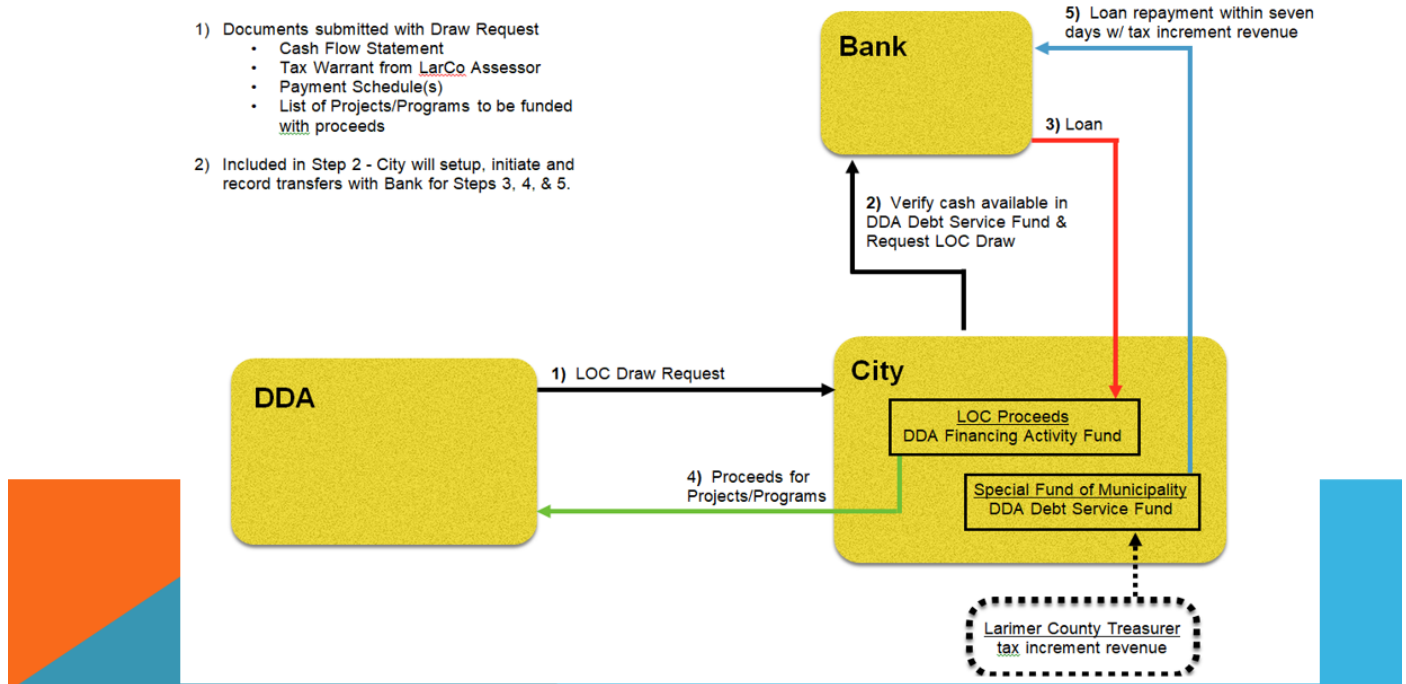 1) Documents submitted with Draw Request
• Cash Flow Statement
• Tax Warrant from LarCo Assessor
• Payment Schedule(s)
• List of Projects/Programs to be funded
with proceeds
2) Included in Step 2 - City will setup, initiate and
record transfers with Bank for Steps 3, 4, & 5.
Bank
5) Loan repayment within seven
days w/ tax increment revenue
3) Loan
2) Verify cash available in
DDA Debt Service Fund &
Request LOC Draw
DDA
1) LOC Draw Request
City
LOC Proceeds
DDA Financing Activity Fund
4) Proceeds for
Projects/Programs
Special Fund of Municipality
DDA Debt Service Fund
Larimer County Treasurer
tax increment revenue